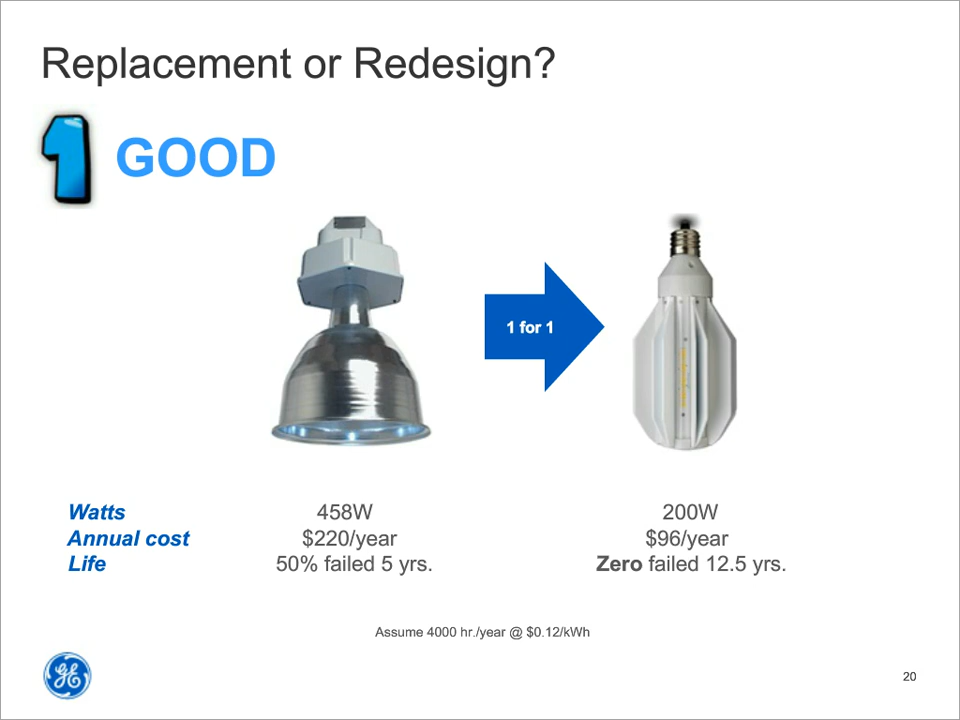 Replacement or Redesign?
1 GOOD
1 for 1
Watts 458W 200W
Annual cost $220/year $96/year
Life 50% failed 5 yrs. Zero failed 12.5 yrs.
Assume 4000 hr./year @ $0.12/kWh
GE
20